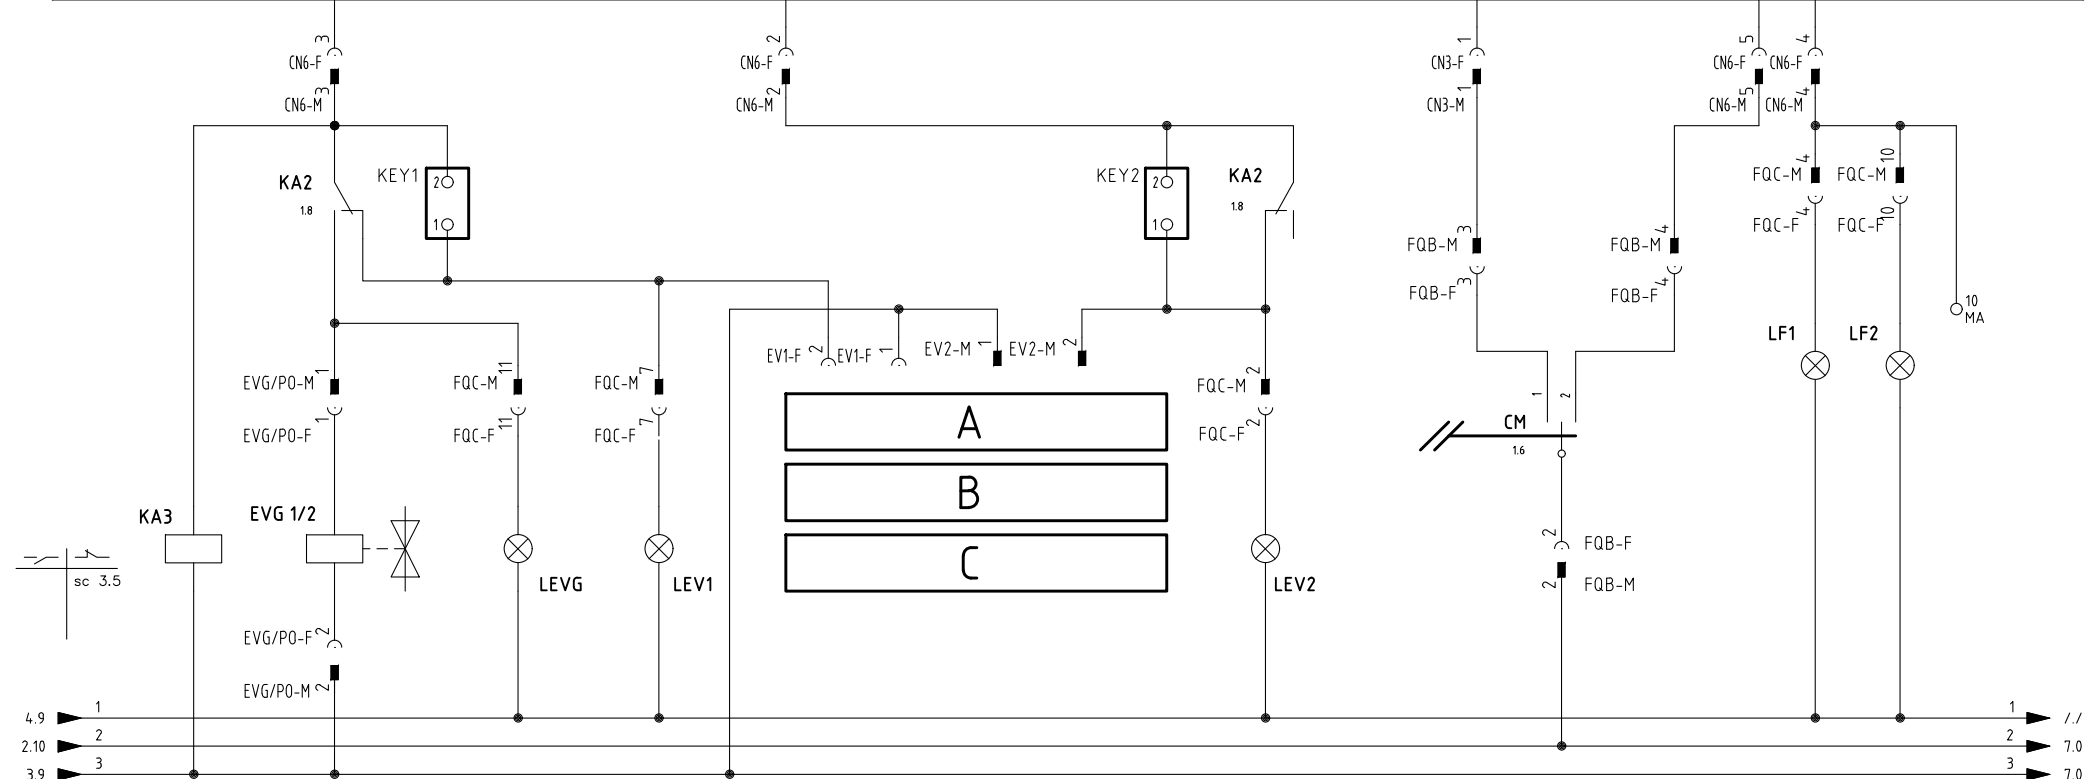 3 2 1 5 4
CN6-F CN6-F CN3-F CN6-F CN6-F
3 2 1 5 4
CN6-M CN6-M CN3-M CN6-M CN6-M
KA2 KEY1 2 KEY2 2 KA2 FQC-M 4 FQC-M 10
1.8 1 1 1.8 FQC-F 4 FQC-F 10
FQB-M 3 FQB-M 4
FQB-F 3 FQB-F 4
10
MA
LF1 LF2
EV1-F 2 EV1-F 1 EV2-M 1 EV2-M 2
EVG/PO-M 1 FQC-M 11 FQC-M 7 FQC-M 2
EVG/PO-F 1 FQC-F 11 FQC-F 7 FQC-F 2
1 2
CM
1.6
A
B
C
KA3 EVG 1/2
2 FQB-F
2 FQB-M
sc 3.5
LEVG LEV1 LEV2
EVG/PO-F 2
EVG/PO-M 2
4.9 1 1 /./
2.10 2 2 7.0
3.9 3 3 7.0